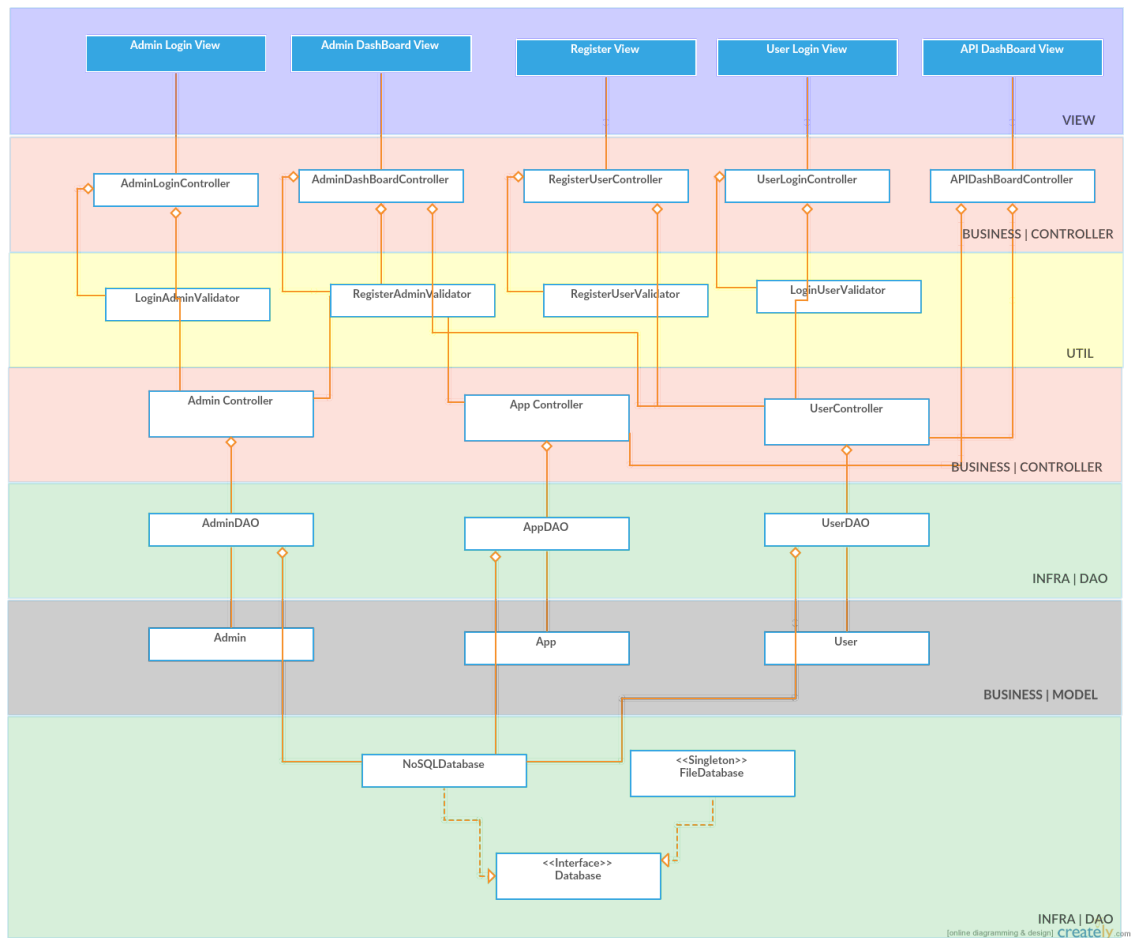 Admin Login View
Admin DashBoard View
Register View
User Login View
API DashBoard View
VIEW
AdminLoginController
AdminDashBoardController
RegisterUserController
UserLoginController
APIDashBoardController
BUSINESS | CONTROLLER
LoginAdminValidator
RegisterAdminValidator
RegisterUserValidator
LoginUserValidator
UTIL
Admin Controller
App Controller
UserController
BUSINESS | CONTROLLER
AdminDAO
AppDAO
UserDAO
INFRA | DAO
Admin
App
User
BUSINESS | MODEL
NoSQLDatabase
<<Singleton>>
FileDatabase
<<Interface>>
Database
INFRA | DAO
[online diagramming & design] creately.com